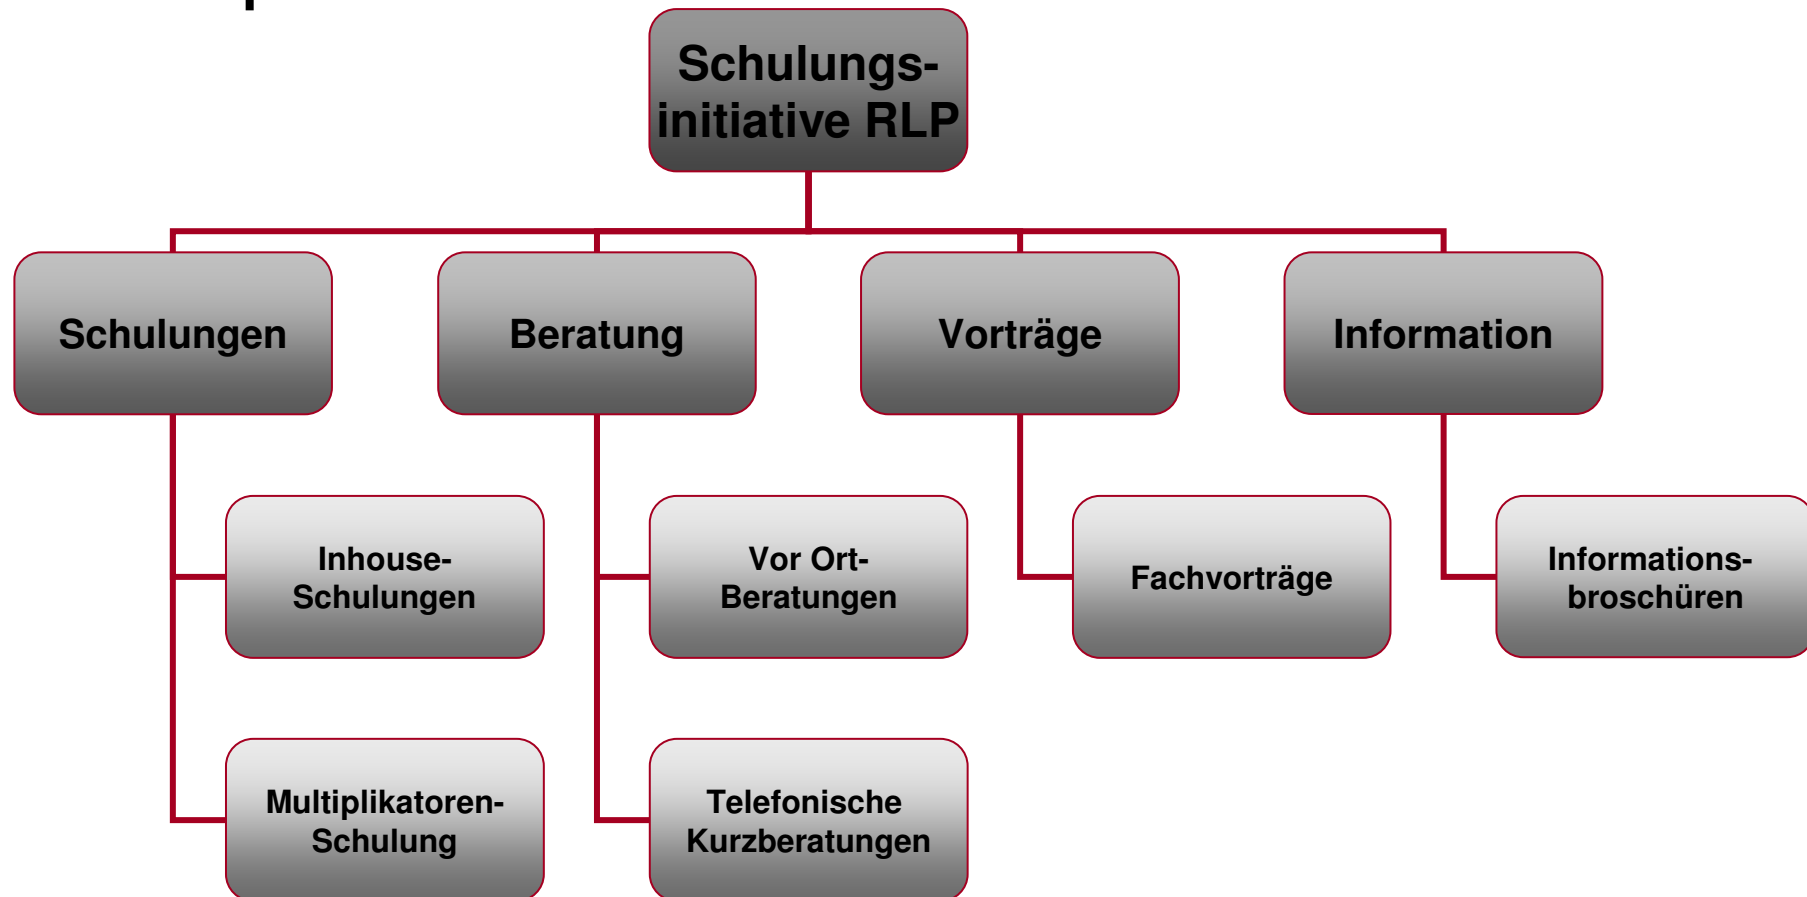 Schulungs-
initiative RLP
Schulungen
Beratung
Vorträge
Information
Inhouse-
Schulungen
Vor Ort-
Beratungen
Fachvorträge
Informations-
broschüren
Multiplikatoren-
Schulung
Telefonische
Kurzberatungen